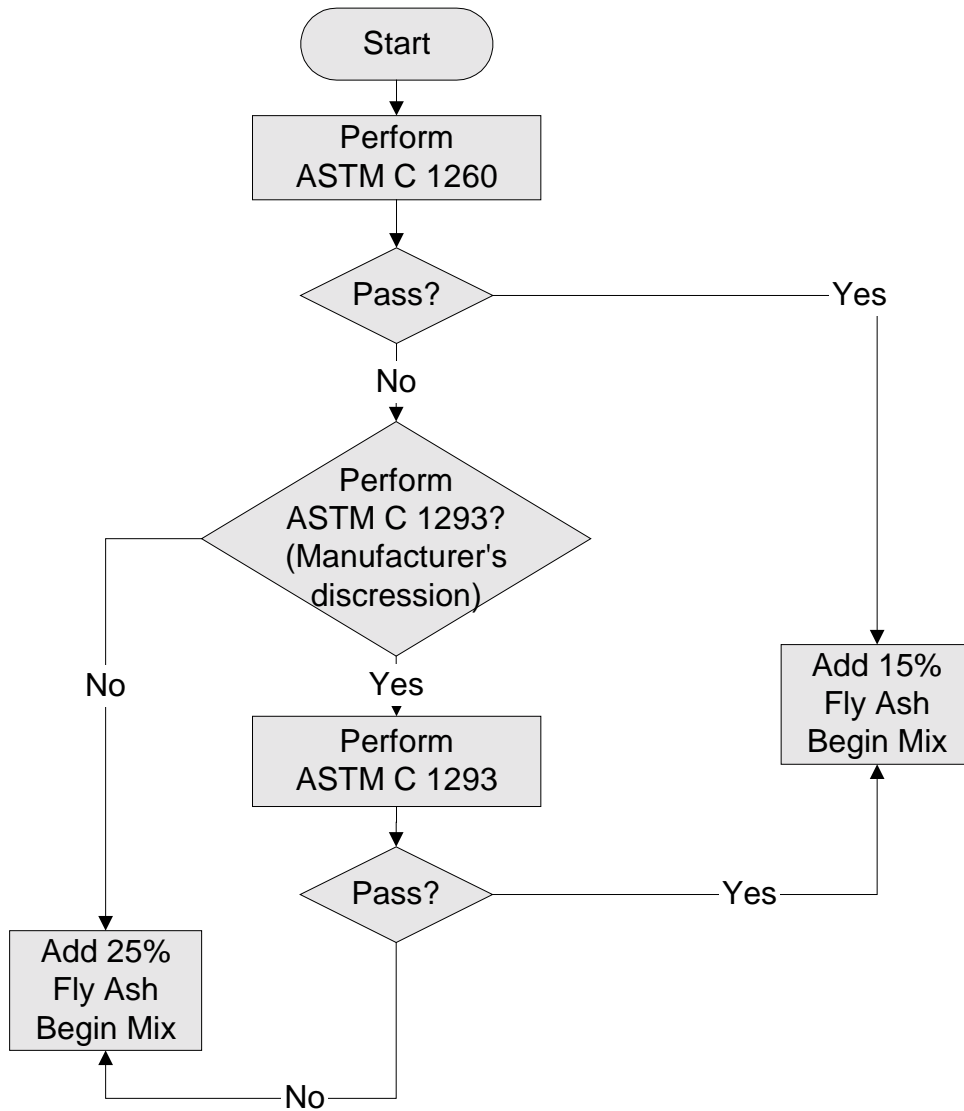 Start
Perform
ASTM C 1260
Pass?
Yes
No
Perform
ASTM C 1293?
(Manufacturer's
discression)
No
Yes
Add 15%
Fly Ash
Begin Mix
Perform
ASTM C 1293
Pass?
Yes
Add 25%
Fly Ash
Begin Mix
No